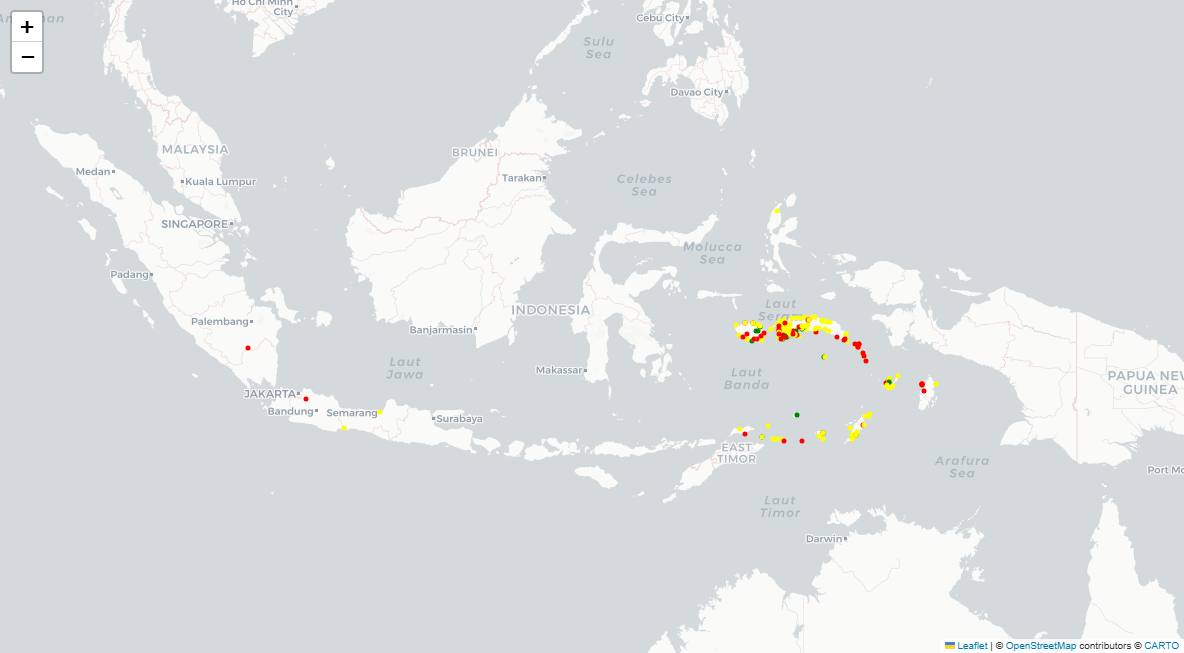 +
−
Ho Chi Minh
City
Cebu City
Sulu
Sea
Davao City
MALAYSIA
BRUNEI
Medan
Kuala Lumpur
Tarakan
Celebes
Sea
SINGAPORE
Molucca
Sea
Padang
Laut
Seram
INDONESIA
Palembang
Banjarmasin
Laut
Jawa
Makassar
Laut
Banda
PAPUA NEW
GUINEA
JAKARTA
Bandung
Semarang
Surabaya
EAST
TIMOR
Arafura
Sea
Port Mo
Laut
Timor
Darwin
Leaflet | © OpenStreetMap contributors © CARTO